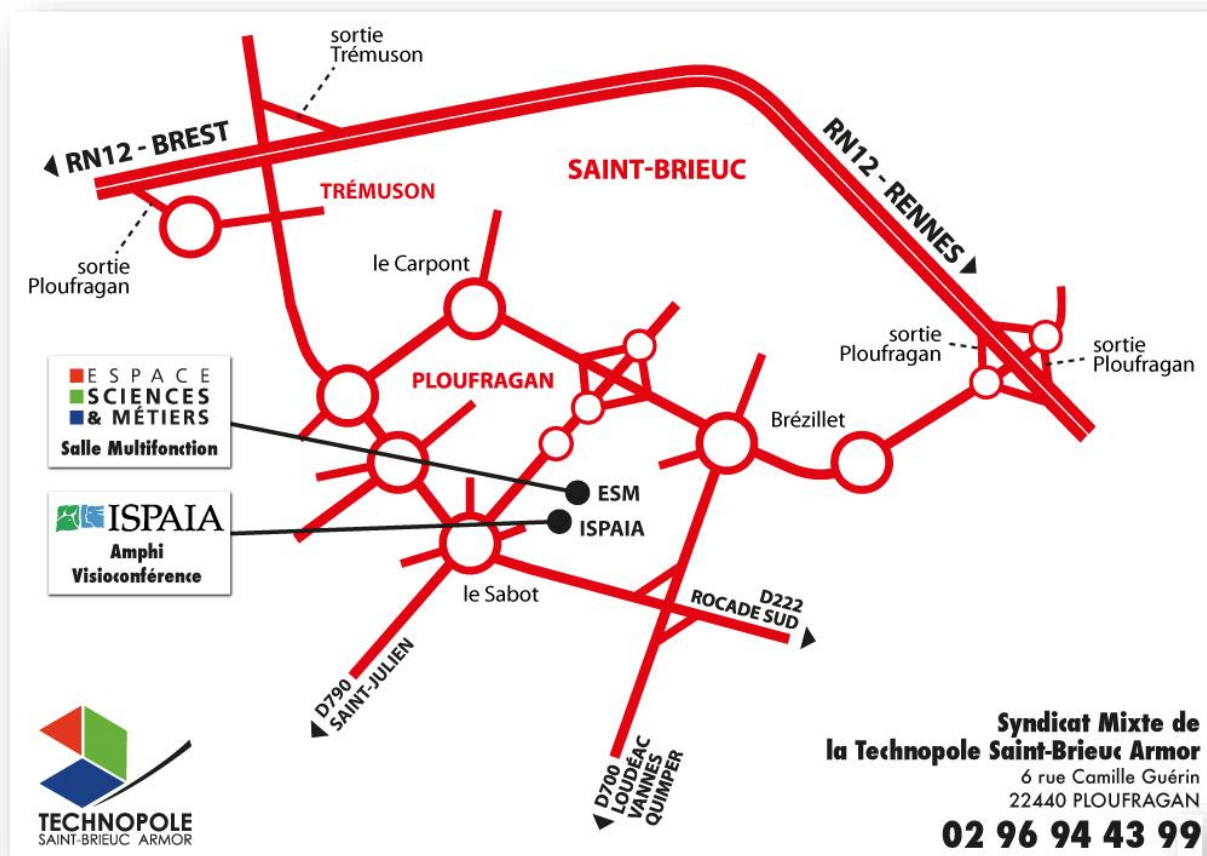 sortie
Trémuson
RN12 - BREST
TRÉMUSON
SAINT-BRIEUC
RN12 - RENNES
sortie
Ploufragan
le Carpont
sortie
Ploufragan
sortie
Ploufragan
ESPACE
SCIENCES
& MÉTIERS
Salle Multifonction
PLOUFRAGAN
Brézillet
ISPAIA
Amphi
Visioconférence
ESM
ISPAIA
le Sabot
D222
ROCADE SUD
D790
SAINT-JULIEN
D700
LOUDÉAC
VANNES
QUIMPER
TECHNOPOLE
SAINT-BRIEUC ARMOR
Syndicat Mixte de
la Technopole Saint-Brieuc Armor
6 rue Camille Guérin
22440 PLOUFRAGAN
02 96 94 43 99